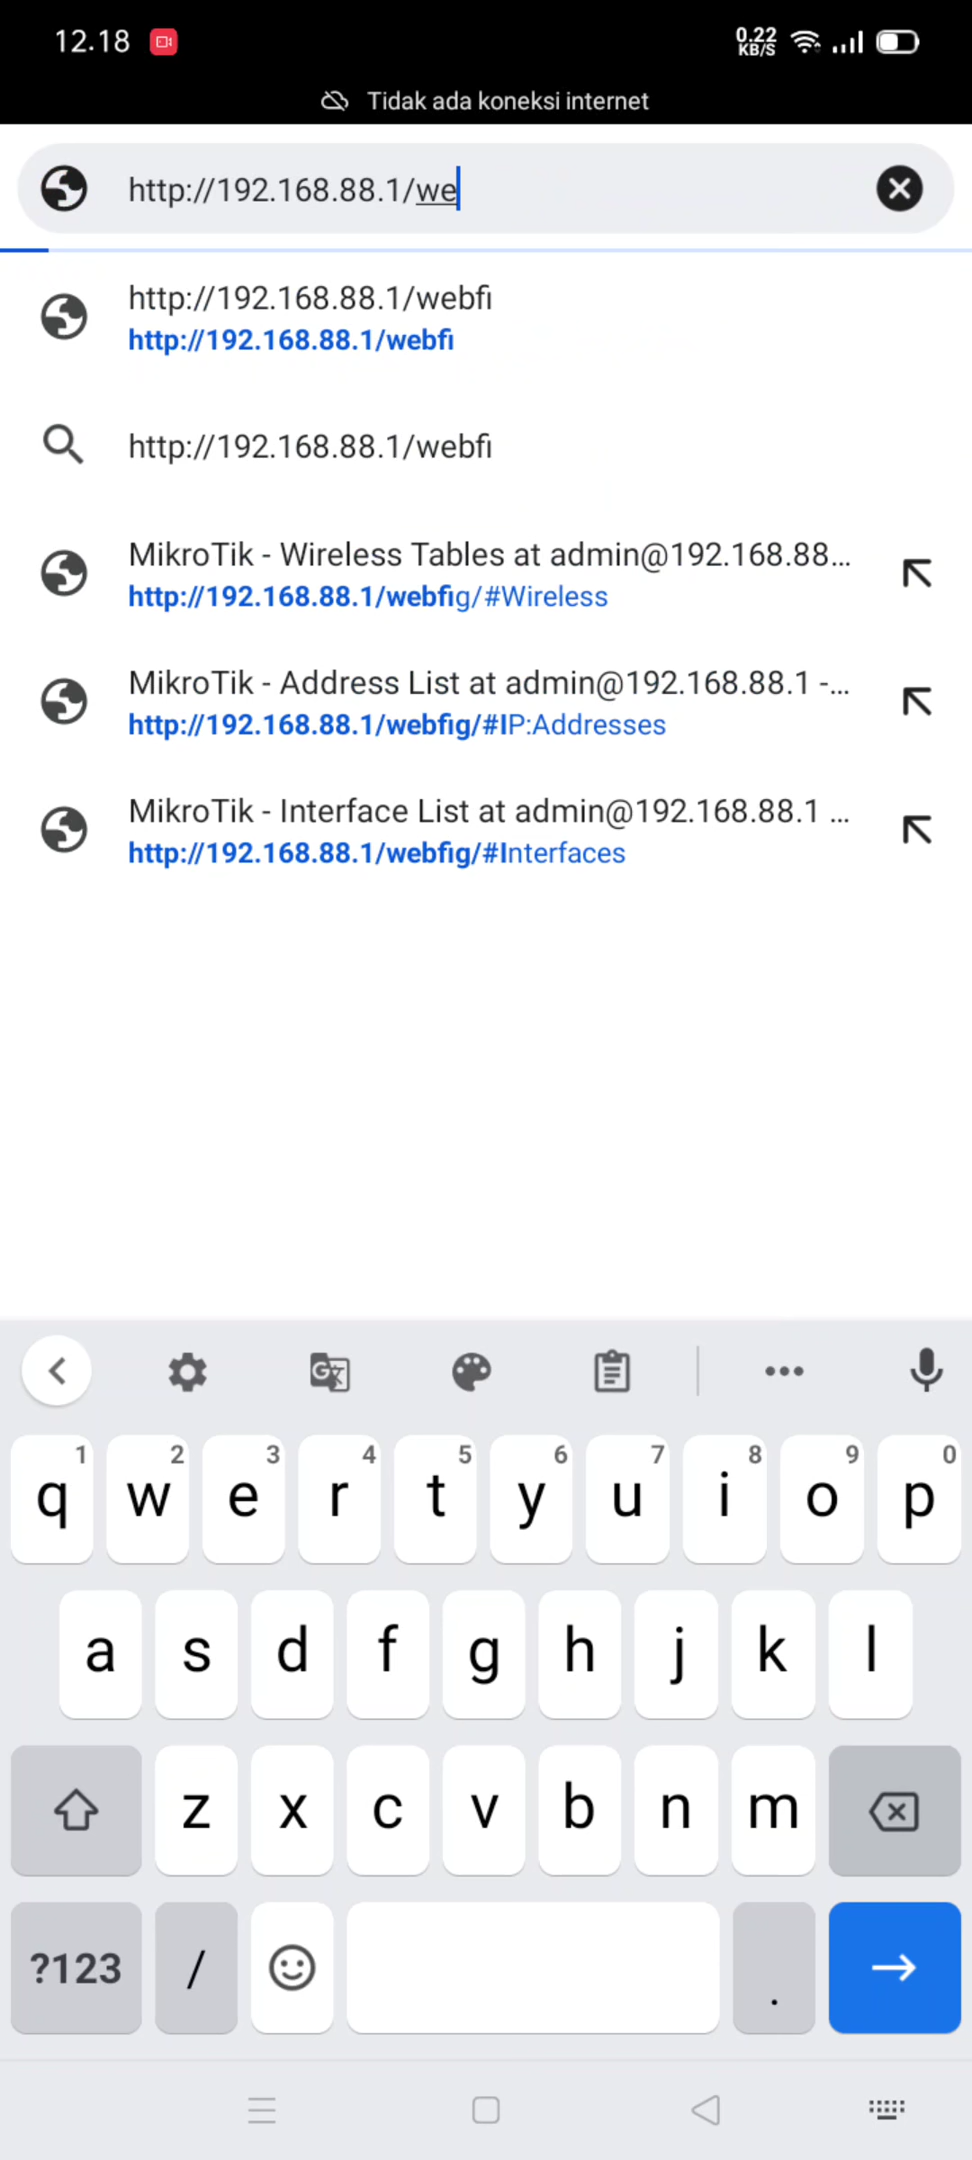 12.18
0.22
KB/S
Tidak ada koneksi internet
http://192.168.88.1/we
http://192.168.88.1/webfi
http://192.168.88.1/webfi
http://192.168.88.1/webfi
MikroTik - Wireless Tables at admin@192.168.88...
http://192.168.88.1/webfig/#Wireless
MikroTik - Address List at admin@192.168.88.1 -...
http://192.168.88.1/webfig/#IP:Addresses
MikroTik - Interface List at admin@192.168.88.1 ...
http://192.168.88.1/webfig/#Interfaces
1 2 3 4 5 6 7 8 9 0
q w e r t y u i o p
a s d f g h j k l
z x c v b n m
?123 / .